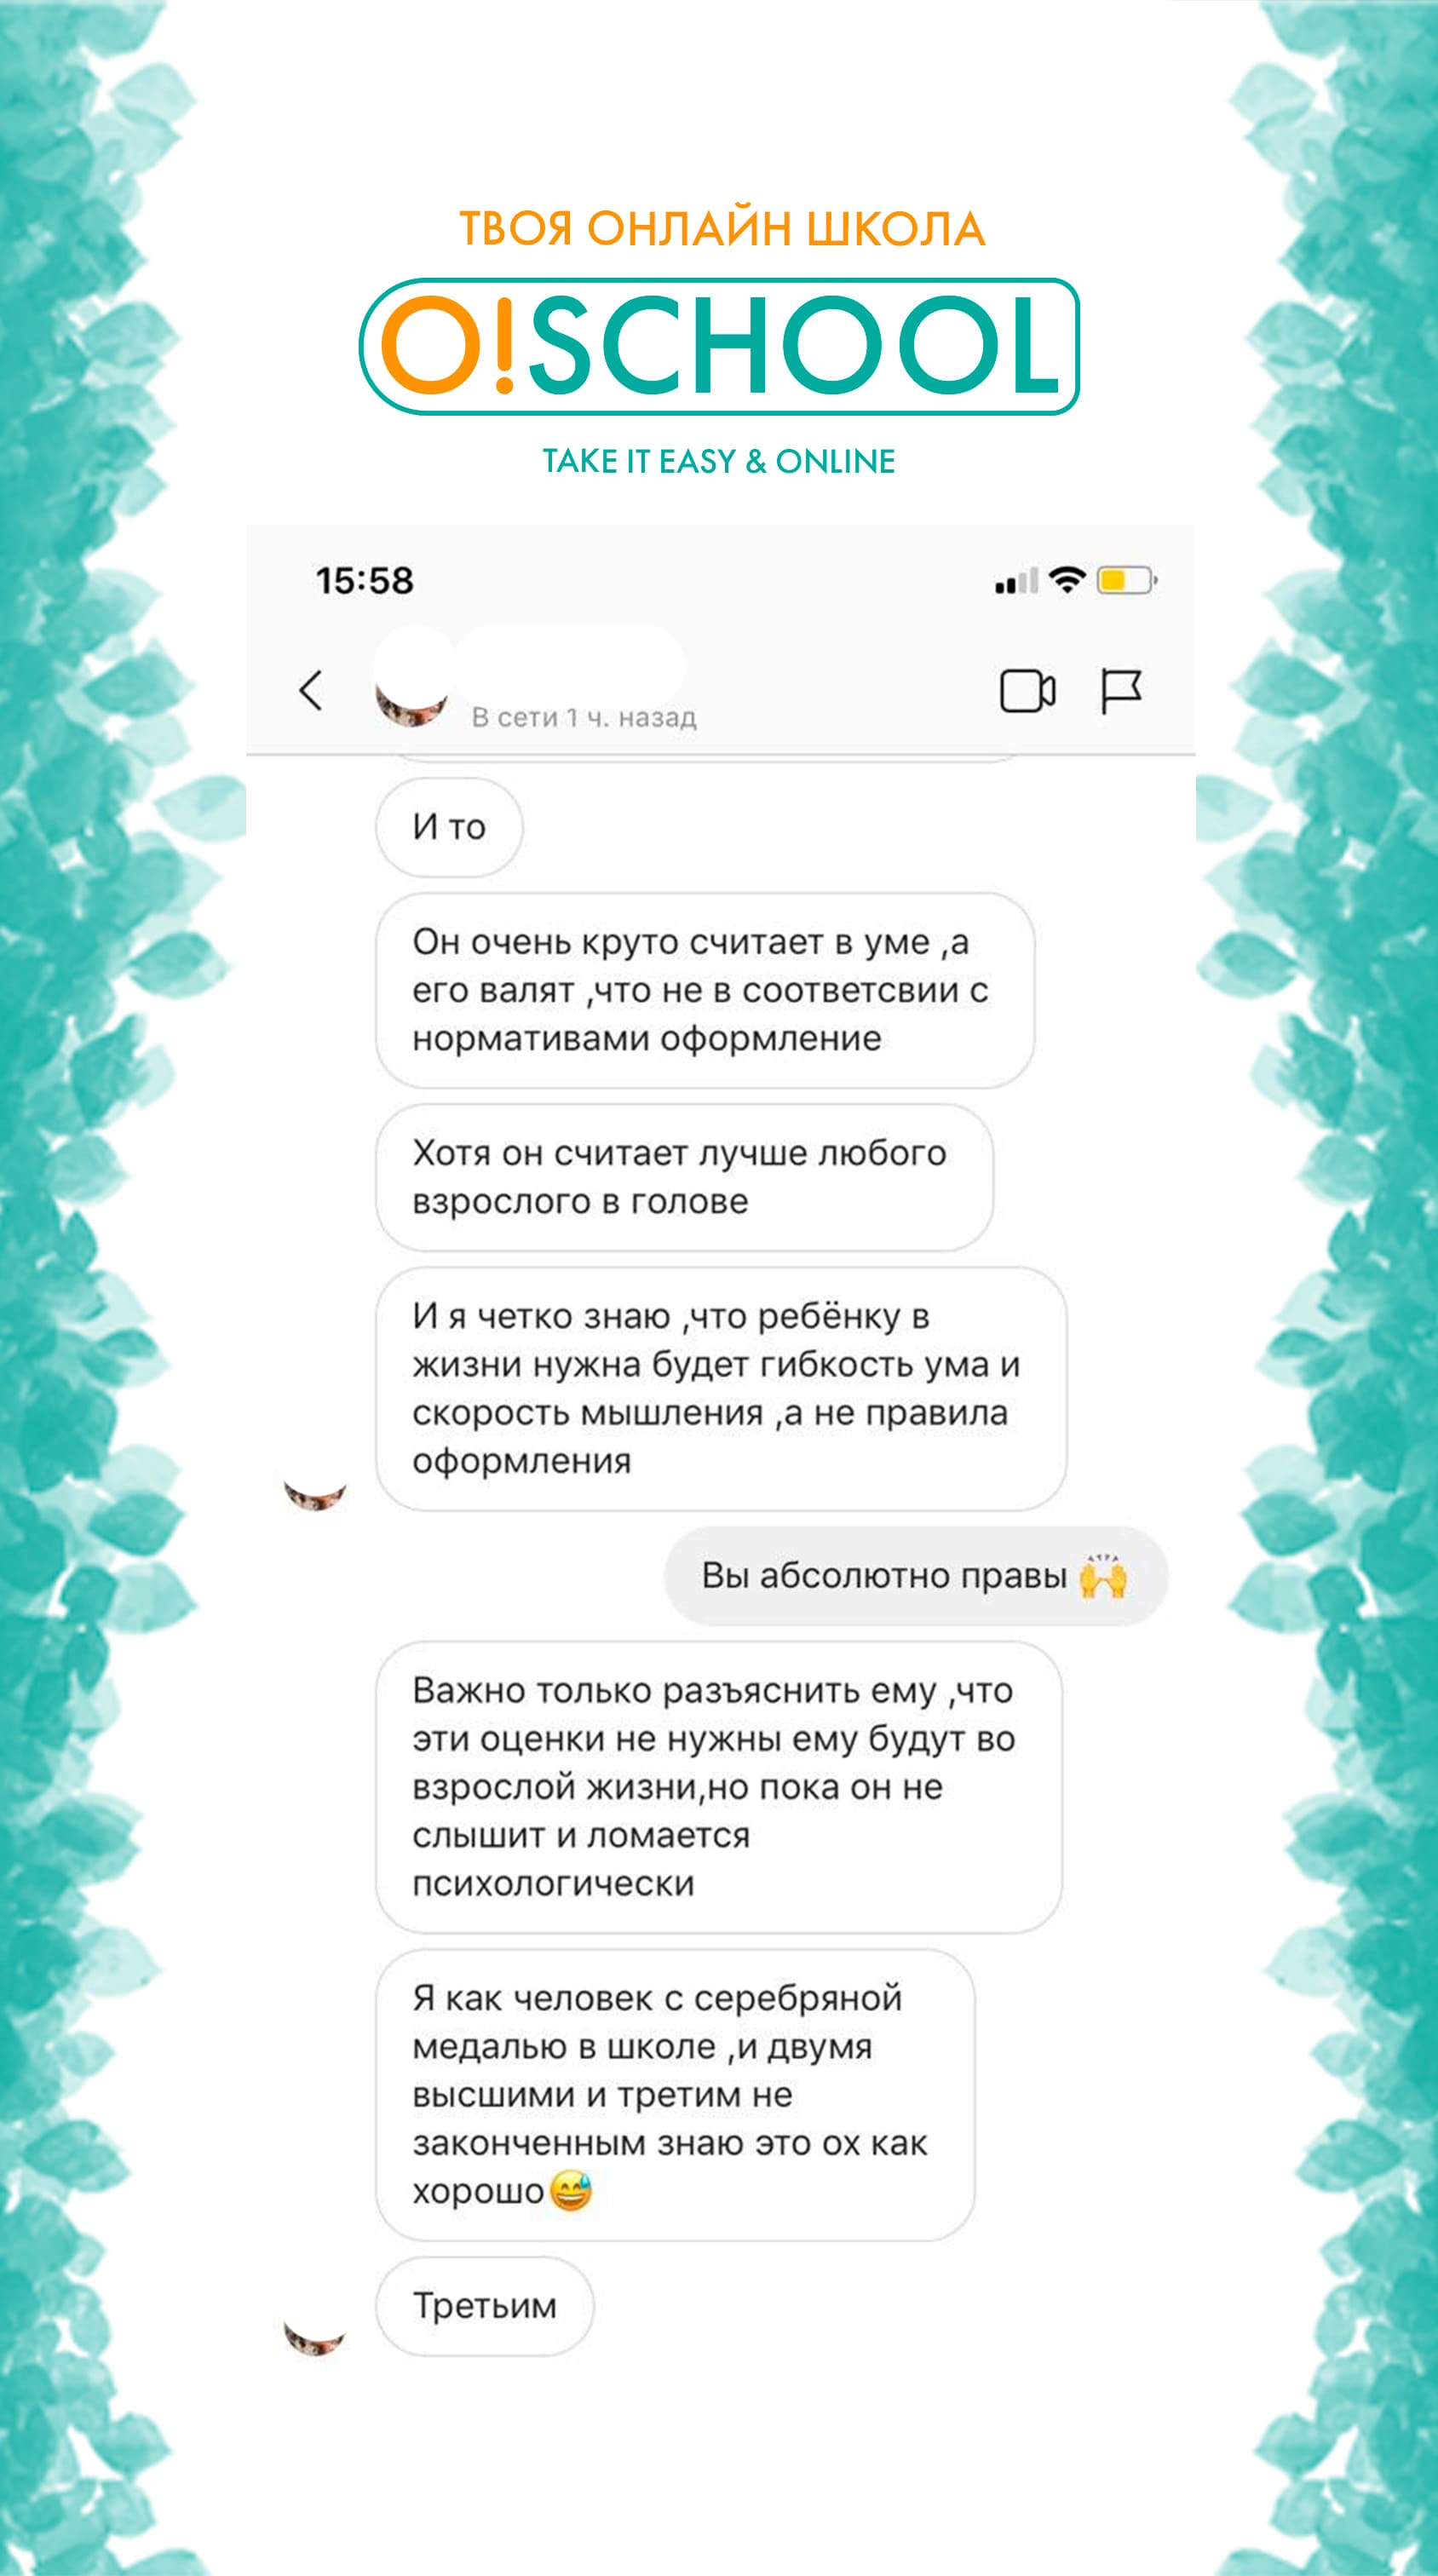 ТВОЯ ОНЛАЙН ШКОЛА
O!SCHOOL
TAKE IT EASY & ONLINE
15:58
В сети 1 ч. назад
И то
Он очень круто считает в уме ,а
его валят ,что не в соответсвии с
нормативами оформление
Хотя он считает лучше любого
взрослого в голове
И я четко знаю ,что ребёнку в
жизни нужна будет гибкость ума и
скорость мышления ,а не правила
оформления
Вы абсолютно правы 🙌
Важно только разъяснить ему ,что
эти оценки не нужны ему будут во
взрослой жизни,но пока он не
слышит и ломается
психологически
Я как человек с серебряной
медалью в школе ,и двумя
высшими и третим не
законченным знаю это ох как
хорошо😅
Третьим